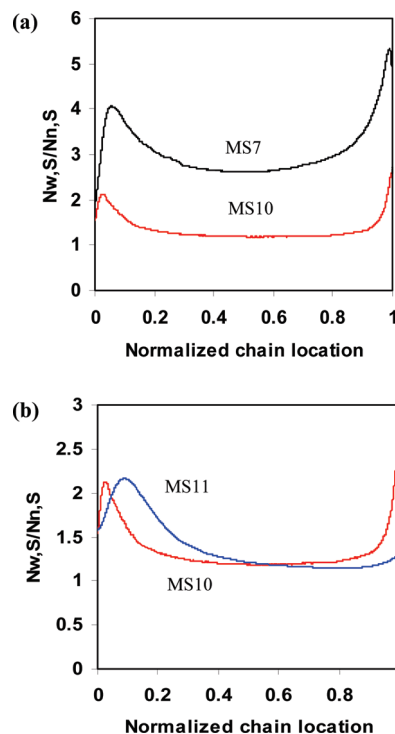 (a)
6
5
4
3
2
1
0
Nw,S/Nn,S
MS7
MS10
0 0.2 0.4 0.6 0.8 1
Normalized chain location
(b)
3
2.5
2
1.5
1
0.5
0
Nw,S/Nn,S
MS11
MS10
0 0.2 0.4 0.6 0.8
Normalized chain location